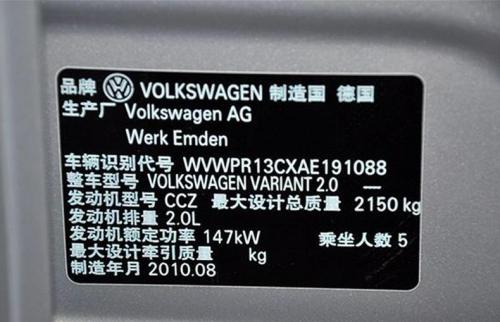 品牌 VOLKSWAGEN 制造国 德国
生产厂 Volkswagen AG
Werk Emden
车辆识别代号 WVWPR13CXAE191088
整车型号 VOLKSWAGEN VARIANT 2.0 —
发动机型号 CCZ 最大设计总质量 2150 kg
发动机排量 2.0L
发动机额定功率 147kW 乘坐人数 5
最大设计牵引质量 kg
制造年月 2010.08